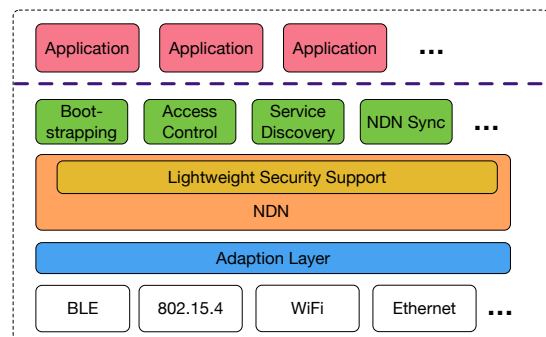 Application Application Application ...
Boot-
strapping
Access
Control
Service
Discovery
NDN Sync ...
Lightweight Security Support
NDN
Adaption Layer
BLE 802.15.4 WiFi Ethernet ...